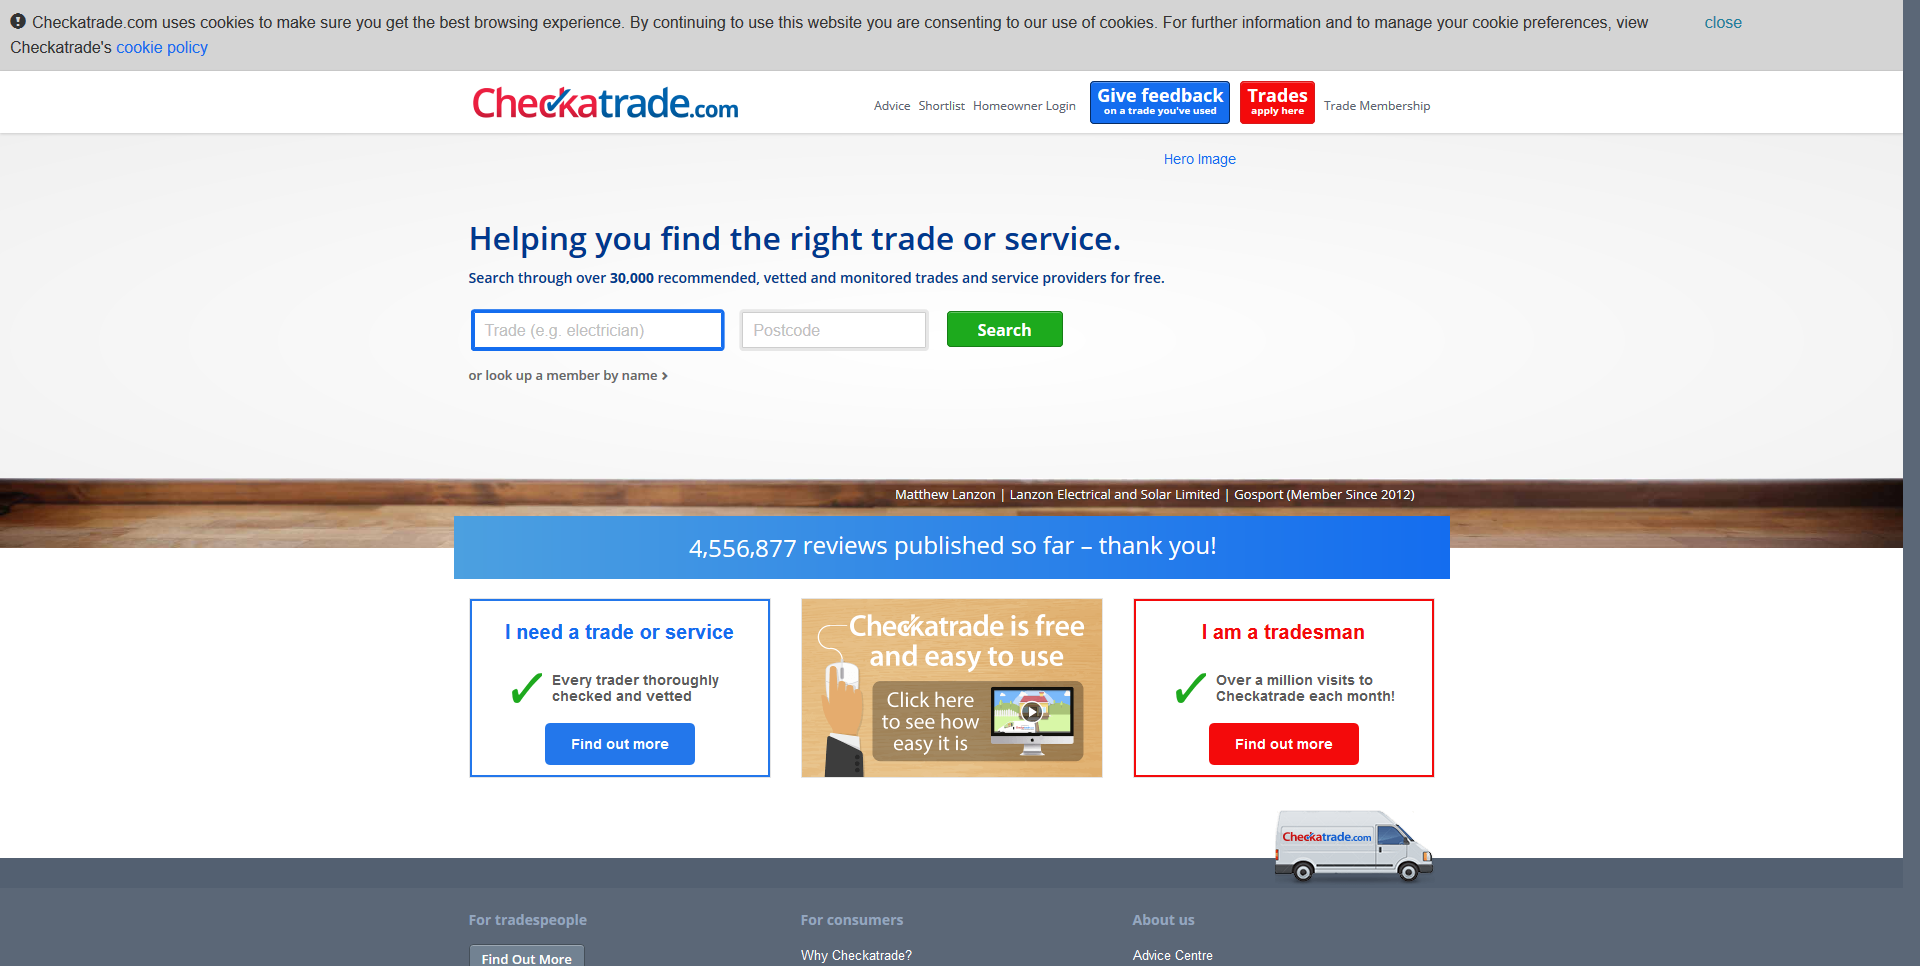 Checkatrade.com uses cookies to make sure you get the best browsing experience. By continuing to use this website you are consenting to our use of cookies. For further information and to manage your cookie preferences, view
close
Checkatrade's cookie policy
Checkatrade.com
Advice
Shortlist
Homeowner Login
Give feedback
on a trade you've used
Trades
apply here
Trade Membership
Hero Image
Helping you find the right trade or service.
Search through over 30,000 recommended, vetted and monitored trades and service providers for free.
Trade (e.g. electrician)
Postcode
Search
or look up a member by name
Matthew Lanzon | Lanzon Electrical and Solar Limited | Gosport (Member Since 2012)
4,556,877 reviews published so far – thank you!
I need a trade or service
Every trader thoroughly
checked and vetted
Find out more
Checkatrade is free
and easy to use
Click here
to see how
easy it is
I am a tradesman
Over a million visits to
Checkatrade each month!
Find out more
Checkatrade.com
For tradespeople
Find Out More
For consumers
Why Checkatrade?
About us
Advice Centre